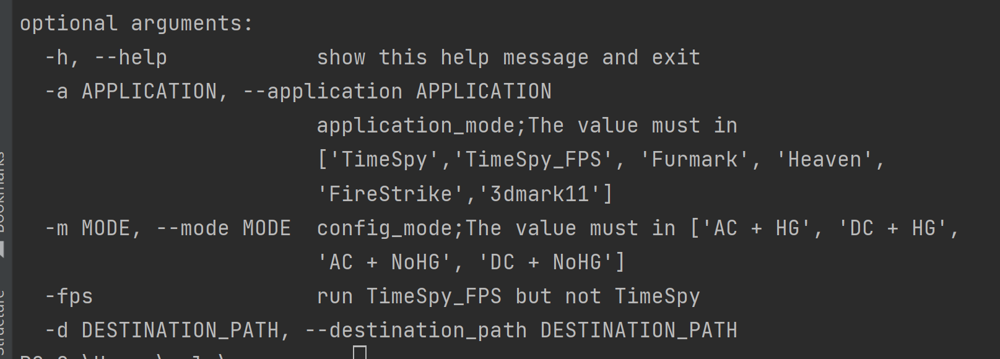 optional arguments:
-h, --help show this help message and exit
-a APPLICATION, --application APPLICATION
application_mode;The value must in
['TimeSpy','TimeSpy_FPS', 'Furmark', 'Heaven',
'FireStrike','3dmark11']
-m MODE, --mode MODE config_mode;The value must in ['AC + HG', 'DC + HG',
'AC + NoHG', 'DC + NoHG']
-fps run TimeSpy_FPS but not TimeSpy
-d DESTINATION_PATH, --destination_path DESTINATION_PATH
Bookmarks
Structure